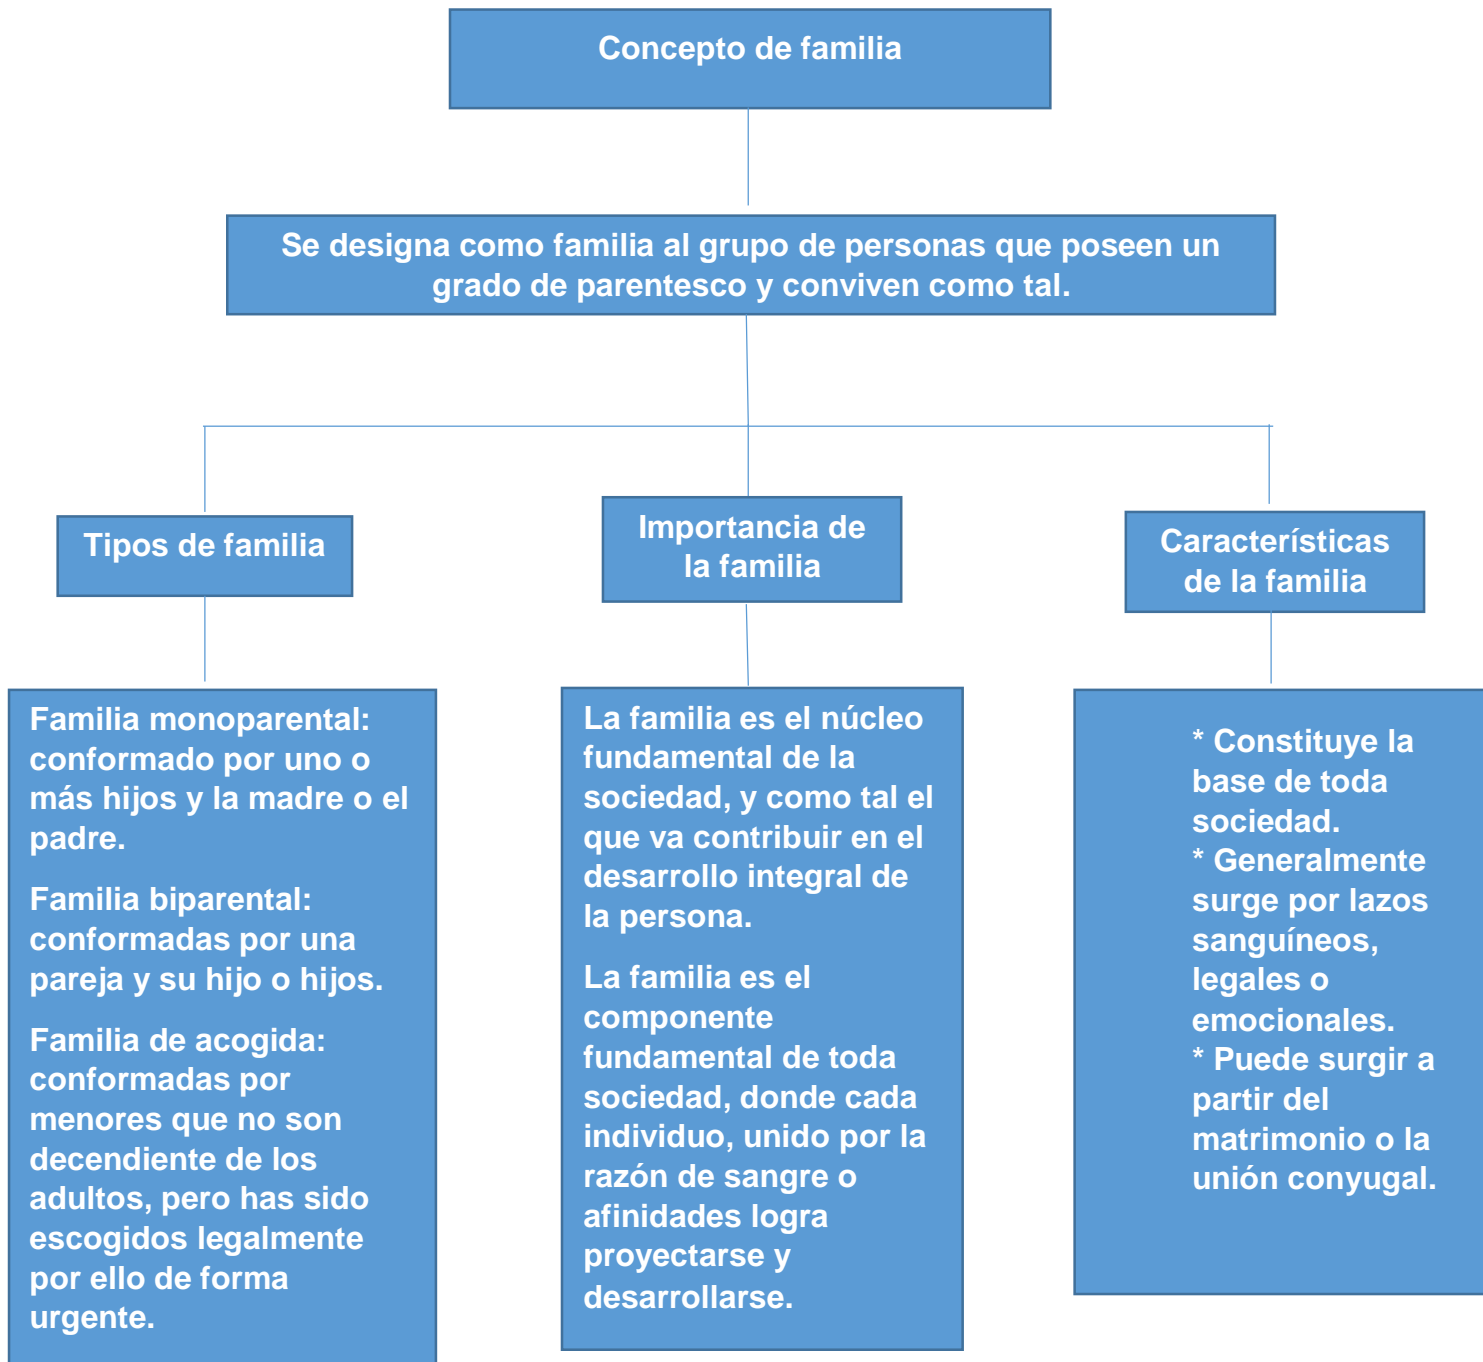 Concepto de familia
Se designa como familia al grupo de personas que poseen un
grado de parentesco y conviven como tal.
Tipos de familia
Importancia de
la familia
Características
de la familia
Familia monoparental:
conformado por uno o
más hijos y la madre o el
padre.
Familia biparental:
conformadas por una
pareja y su hijo o hijos.
Familia de acogida:
conformadas por
menores que no son
decendiente de los
adultos, pero has sido
escogidos legalmente
por ello de forma
urgente.
La familia es el núcleo
fundamental de la
sociedad, y como tal el
que va contribuir en el
desarrollo integral de
la persona.
La familia es el
componente
fundamental de toda
sociedad, donde cada
individuo, unido por la
razón de sangre o
afinidades logra
proyectarse y
desarrollarse.
* Constituye la
base de toda
sociedad.
* Generalmente
surge por lazos
sanguíneos,
legales o
emocionales.
* Puede surgir a
partir del
matrimonio o la
unión conyugal.